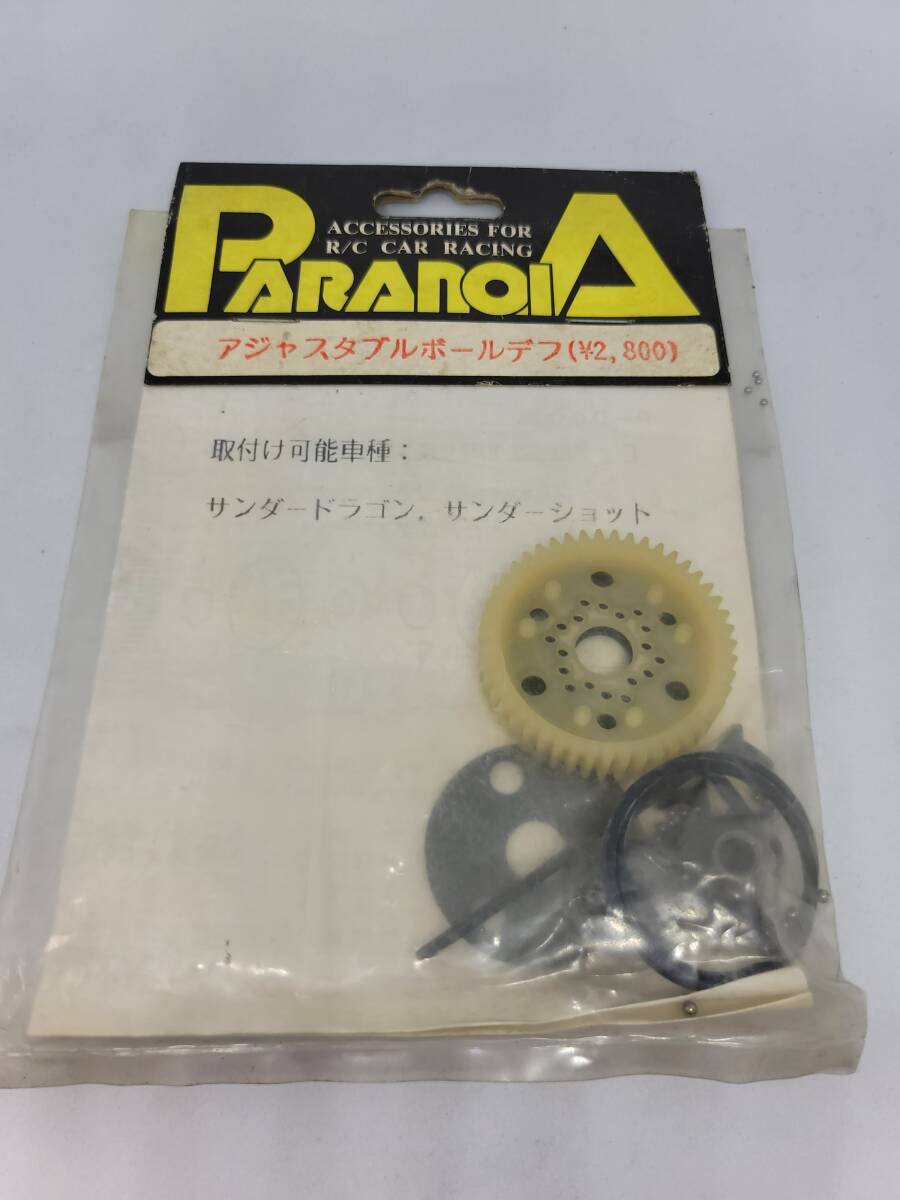 ACCESSORIES FOR
R/C CAR RACING
PARANOIA
アジャスタブルボールデフ(¥2,800)
取付け可能車種：
サンダードラゴン，サンダーショット